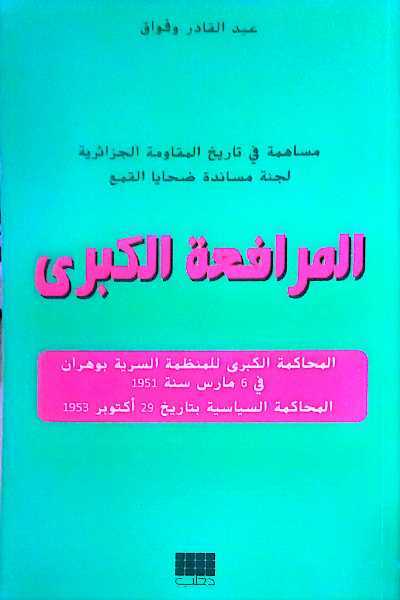 عبد القادر وفواق
مساهمة في تاريخ المقاومة الجزائرية
لجنة مساندة ضحايا القمع
المرافعة الكبرى
المحاكمة الكبرى للمنظمة السرية بوهران
في 6 مارس سنة 1951
المحاكمة السياسية بتاريخ 29 أكتوبر 1953
دحلب